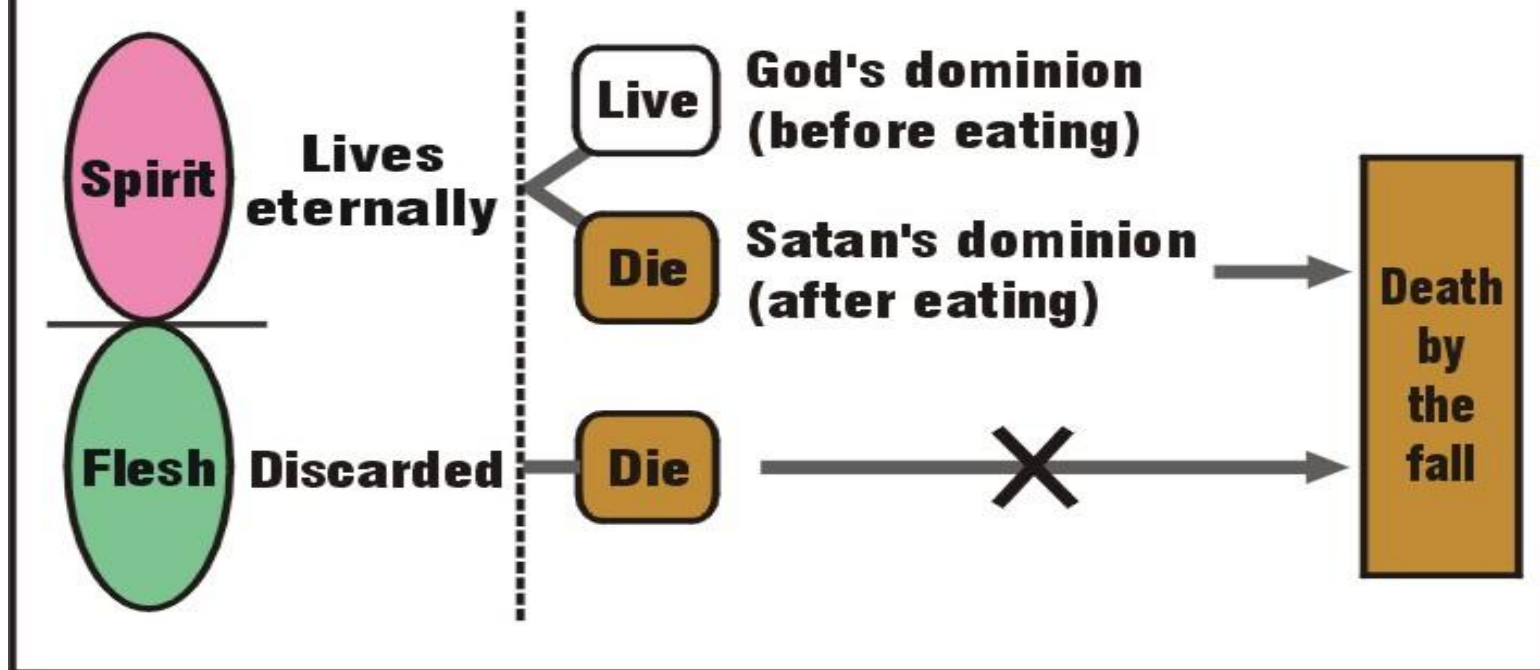 Spirit
Lives
eternally
Live
God's dominion
(before eating)
Die
Satan's dominion
(after eating)
Flesh
Discarded
Die
Death
by
the
fall